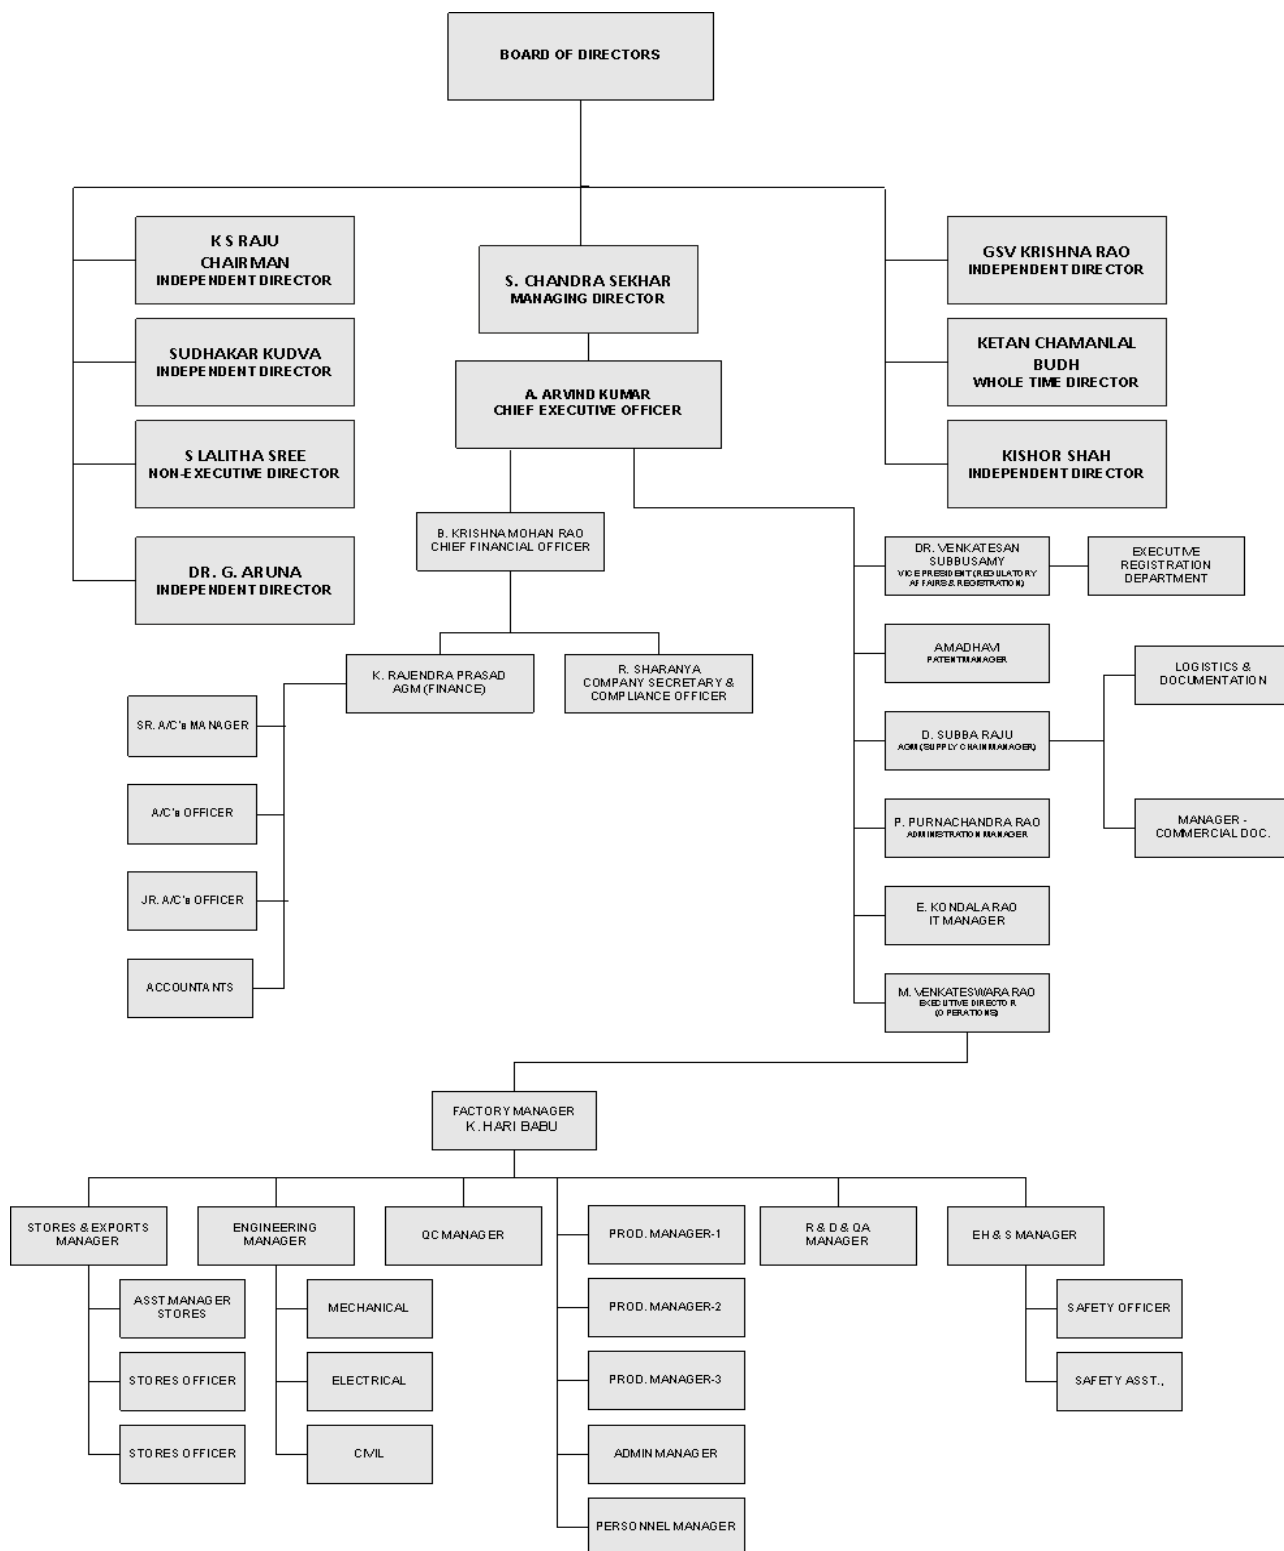 BOARD OF DIRECTORS
K S RAJU
CHAIRMAN
INDEPENDENT DIRECTOR
SUDHAKAR KUDVA
INDEPENDENT DIRECTOR
S LALITHA SREE
NON-EXECUTIVE DIRECTOR
DR. G. ARUNA
INDEPENDENT DIRECTOR
S. CHANDRA SEKHAR
MANAGING DIRECTOR
A. ARVIND KUMAR
CHIEF EXECUTIVE OFFICER
GSV KRISHNA RAO
INDEPENDENT DIRECTOR
KETAN CHAMANLAL
BUDH
WHOLE TIME DIRECTOR
KISHOR SHAH
INDEPENDENT DIRECTOR
B. KRISHNA MOHAN RAO
CHIEF FINANCIAL OFFICER
K. RAJENDRA PRASAD
AGM (FINANCE)
R. SHARANYA
COMPANY SECRETARY &
COMPLIANCE OFFICER
SR. A/C's MANAGER
A/C's OFFICER
JR. A/C's OFFICER
ACCOUNTANTS
DR. VENKATESAN
SUBBUSAMY
VICE PRESIDENT (REGULATORY
AFFAIRS & REGISTRATION)
EXECUTIVE
REGISTRATION
DEPARTMENT
A MADHAVI
PATENT MANAGER
D. SUBBA RAJU
AGM (SUPPLY CHAIN MANAGER)
LOGISTICS &
DOCUMENTATION
MANAGER -
COMMERCIAL DOC.
P. PURNACHANDRA RAO
ADMINISTRATION MANAGER
E. KONDALA RAO
IT MANAGER
M. VENKATESWARA RAO
EXECUTIVE DIRECTOR
(OPERATIONS)
FACTORY MANAGER
K. HARI BABU
STORES & EXPORTS
MANAGER
ASST.MANAGER
STORES
STORES OFFICER
STORES OFFICER
ENGINEERING
MANAGER
MECHANICAL
ELECTRICAL
CIVIL
QC MANAGER
PROD. MANAGER-1
PROD. MANAGER-2
PROD. MANAGER-3
ADMIN MANAGER
PERSONNEL MANAGER
R & D & QA
MANAGER
EH & S MANAGER
SAFETY OFFICER
SAFETY ASST.,